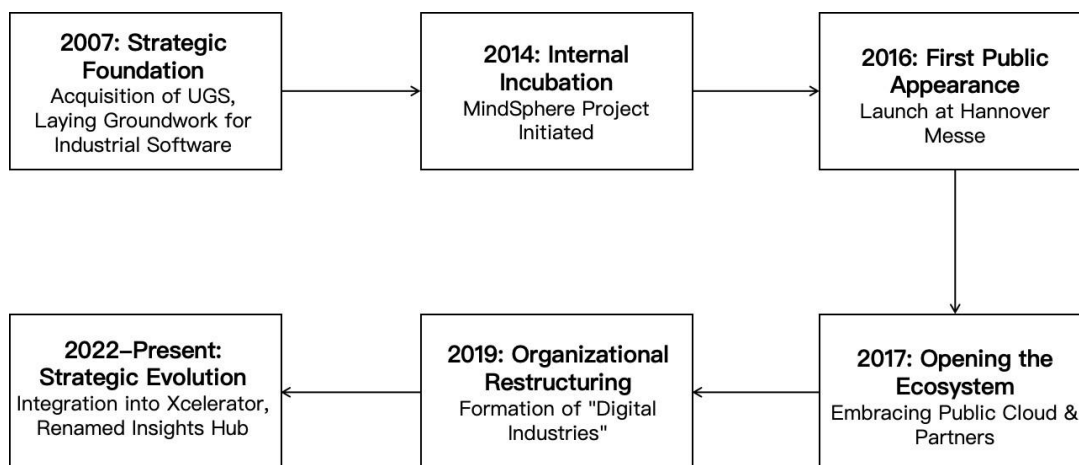 2007: Strategic
Foundation
Acquisition of UGS,
Laying Groundwork for
Industrial Software
2014: Internal
Incubation
MindSphere Project
Initiated
2016: First Public
Appearance
Launch at Hannover
Messe
2017: Opening the
Ecosystem
Embracing Public Cloud &
Partners
2019: Organizational
Restructuring
Formation of "Digital
Industries"
2022–Present:
Strategic Evolution
Integration into Xcelerator,
Renamed Insights Hub